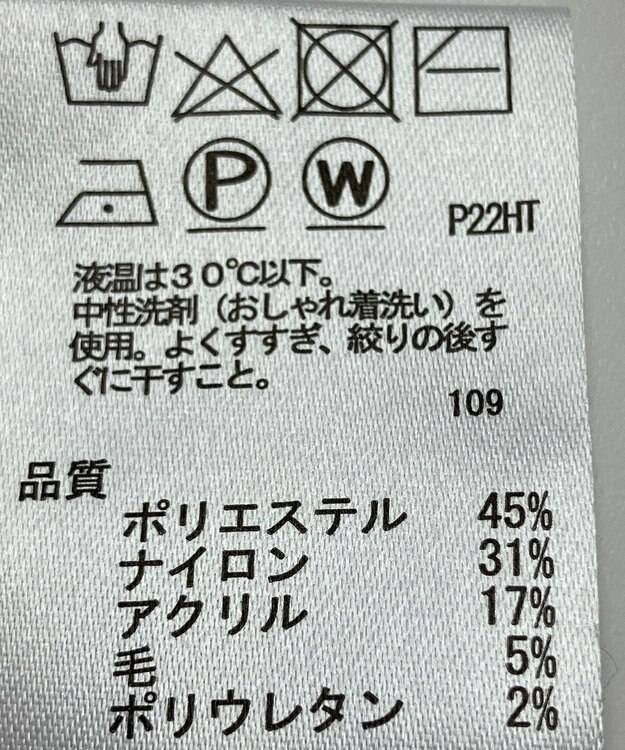 P
W
P22HT
液温は30℃以下。
中性洗剤（おしゃれ着洗い）を
使用。よくすすぎ、絞りの後す
ぐに干すこと。
109
品質
ポリエステル 45%
ナイロン 31%
アクリル 17%
毛 5%
ポリウレタン 2%